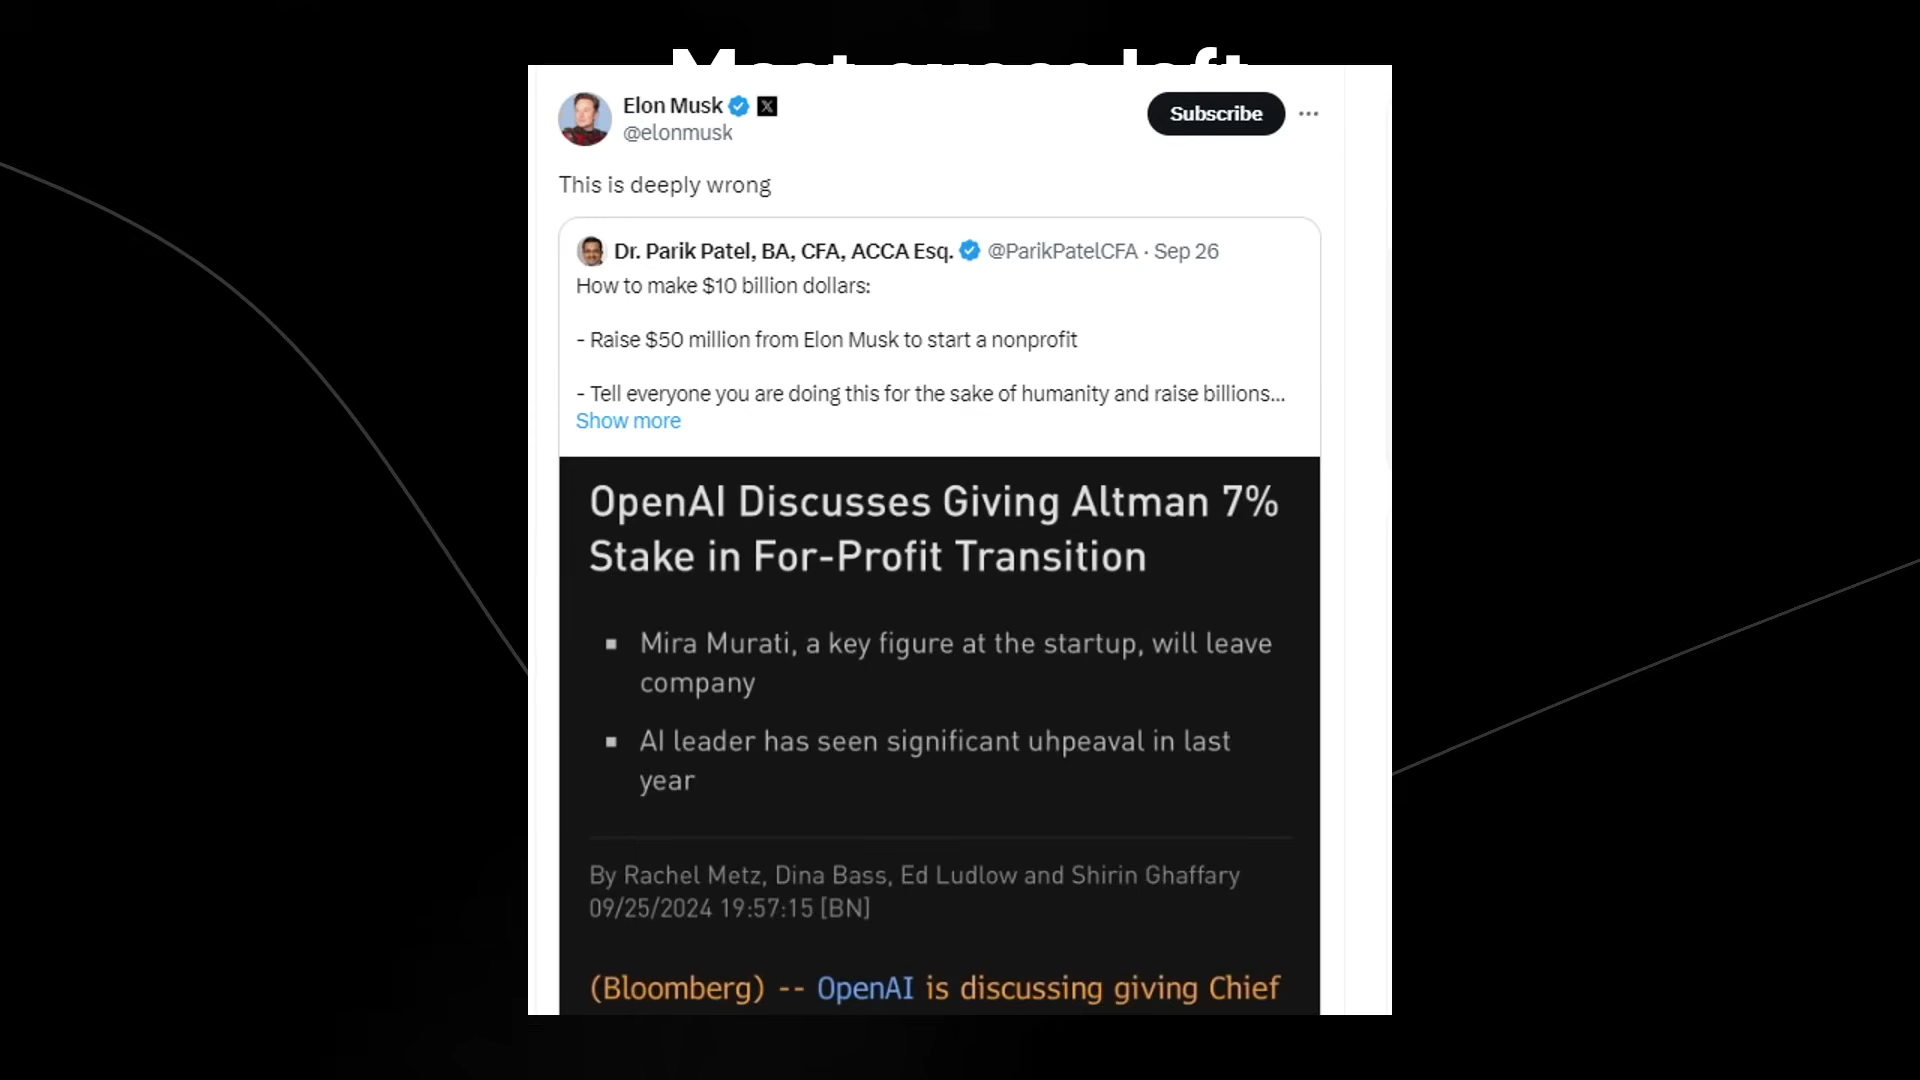 Most execs left
Elon Musk
@elonmusk
Subscribe
This is deeply wrong
Dr. Parik Patel, BA, CFA, ACCA Esq. @ParikPatelCFA · Sep 26
How to make $10 billion dollars:
- Raise $50 million from Elon Musk to start a nonprofit
- Tell everyone you are doing this for the sake of humanity and raise billions...
Show more
OpenAI Discusses Giving Altman 7%
Stake in For-Profit Transition
▪ Mira Murati, a key figure at the startup, will leave
company
▪ AI leader has seen significant uhpeaval in last
year
By Rachel Metz, Dina Bass, Ed Ludlow and Shirin Ghaffary
09/25/2024 19:57:15 [BN]
(Bloomberg) -- OpenAI is discussing giving Chief